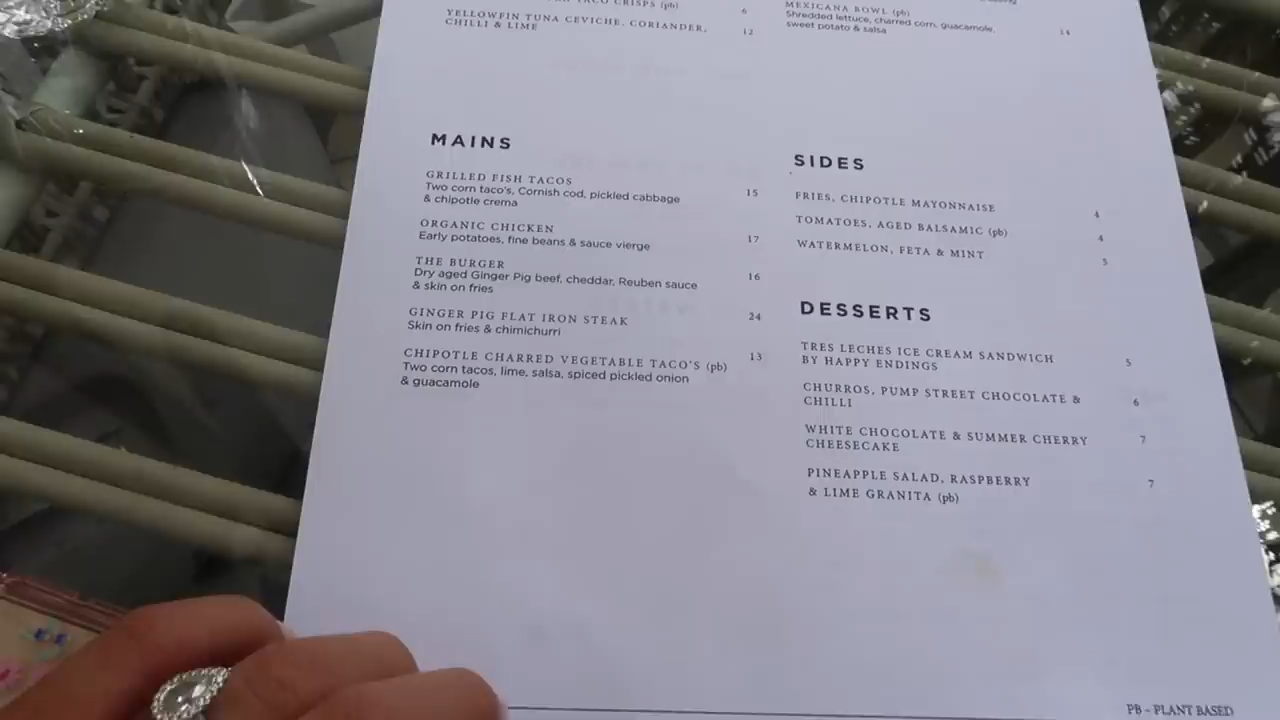 TACO CRISPS (pb) 6
YELLOWFIN TUNA CEVICHE, CORIANDER,
CHILLI & LIME 12
MEXICANA BOWL (pb)
Shredded lettuce, charred corn, guacamole,
sweet potato & salsa 14
MAINS
GRILLED FISH TACOS 15
Two corn taco's, Cornish cod, pickled cabbage
& chipotle crema
ORGANIC CHICKEN 17
Early potatoes, fine beans & sauce vierge
THE BURGER 16
Dry aged Ginger Pig beef, cheddar, Reuben sauce
& skin on fries
GINGER PIG FLAT IRON STEAK 24
Skin on fries & chimichurri
CHIPOTLE CHARRED VEGETABLE TACO'S (pb) 13
Two corn tacos, lime, salsa, spiced pickled onion
& guacamole
SIDES
FRIES, CHIPOTLE MAYONNAISE 4
TOMATOES, AGED BALSAMIC (pb) 4
WATERMELON, FETA & MINT 5
DESSERTS
TRES LECHES ICE CREAM SANDWICH 5
BY HAPPY ENDINGS
CHURROS, PUMP STREET CHOCOLATE & 6
CHILLI
WHITE CHOCOLATE & SUMMER CHERRY 7
CHEESECAKE
PINEAPPLE SALAD, RASPBERRY 7
& LIME GRANITA (pb)
PB - PLANT BASED